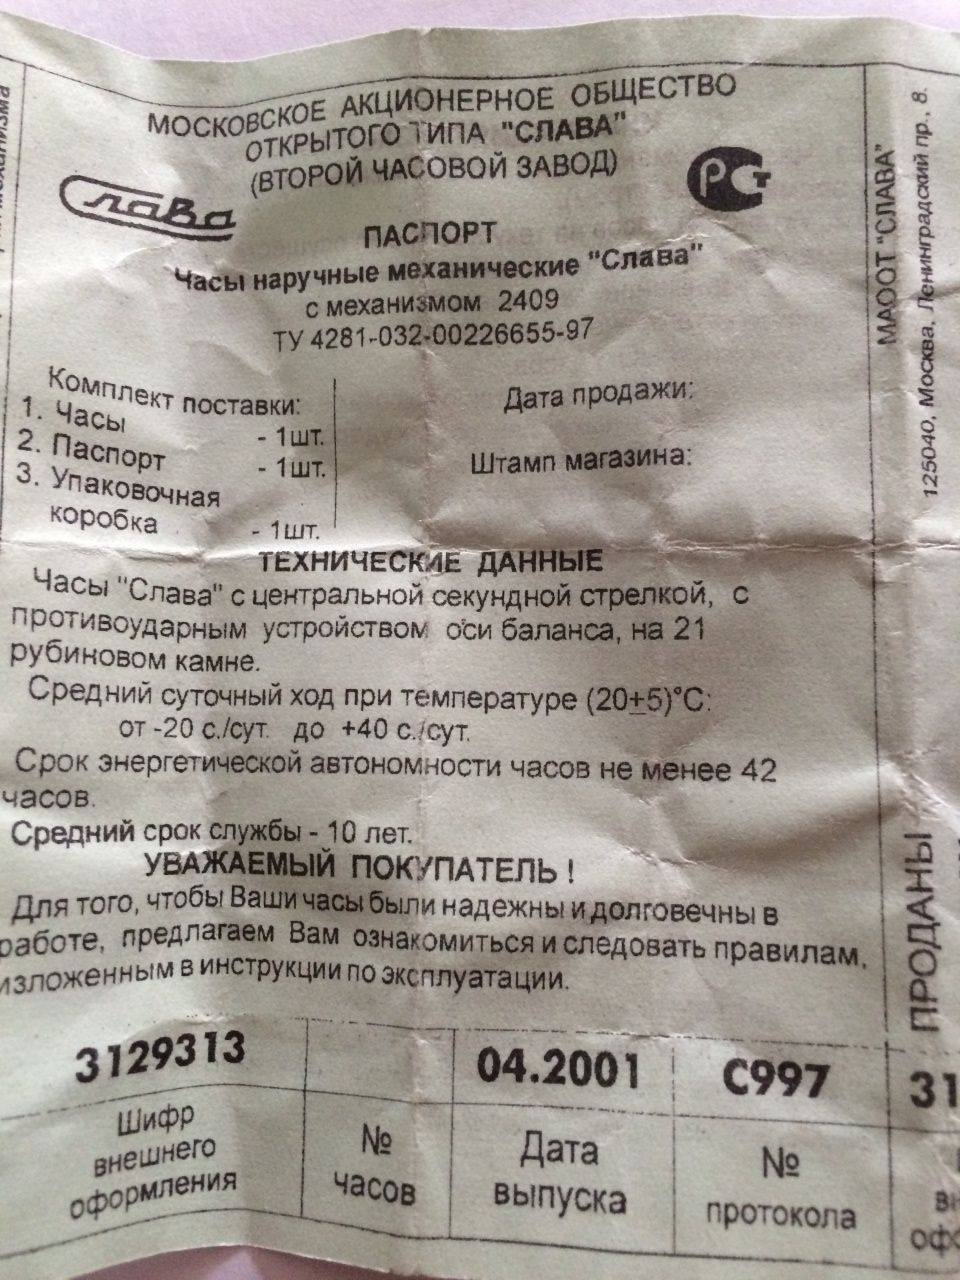 МОСКОВСКОЕ АКЦИОНЕРНОЕ ОБЩЕСТВО
ОТКРЫТОГО ТИПА "СЛАВА"
(ВТОРОЙ ЧАСОВОЙ ЗАВОД)
Слава
РСТ
ПАСПОРТ
Часы наручные механические "Слава"
с механизмом 2409
ТУ 4281-032-00226655-97
Комплект поставки:
1. Часы - 1шт.
2. Паспорт - 1шт.
3. Упаковочная
коробка - 1шт.
Дата продажи:
Штамп магазина:
ТЕХНИЧЕСКИЕ ДАННЫЕ
Часы "Слава" с центральной секундной стрелкой, с
противоударным устройством оси баланса, на 21
рубиновом камне.
Средний суточный ход при температуре (20±5)°С:
от -20 с./сут. до +40 с./сут.
Срок энергетической автономности часов не менее 42
часов.
Средний срок службы - 10 лет.
УВАЖАЕМЫЙ ПОКУПАТЕЛЬ !
Для того, чтобы Ваши часы были надежны и долговечны в
работе, предлагаем Вам ознакомиться и следовать правилам,
изложенным в инструкции по эксплуатации.
3129313 04.2001 С997
Шифр
внешнего
оформления
№
часов
Дата
выпуска
№
протокола
МАООТ "СЛАВА"
125040, Москва, Ленинградский пр., 8.
ПРОДАНЫ
31